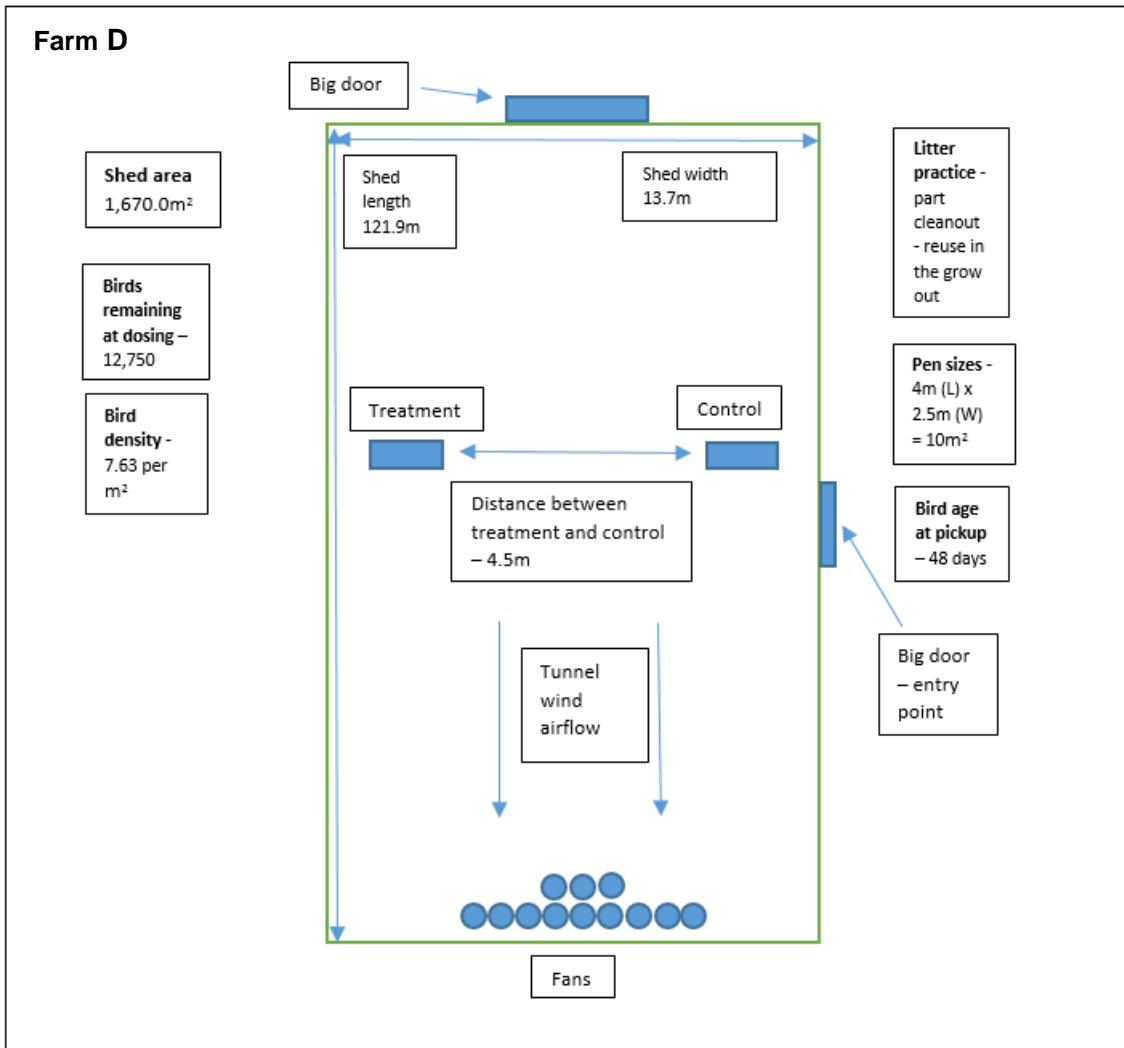 Farm D
Big door
Shed area
1,670.0m²
Shed
length
121.9m
Shed width
13.7m
Litter
practice -
part
cleanout
- reuse in
the grow
out
Birds
remaining
at dosing –
12,750
Bird
density -
7.63 per
m²
Treatment
Control
Pen sizes -
4m (L) x
2.5m (W)
= 10m²
Distance between
treatment and control
– 4.5m
Bird age
at pickup
– 48 days
Tunnel
wind
airflow
Big door
– entry
point
Fans